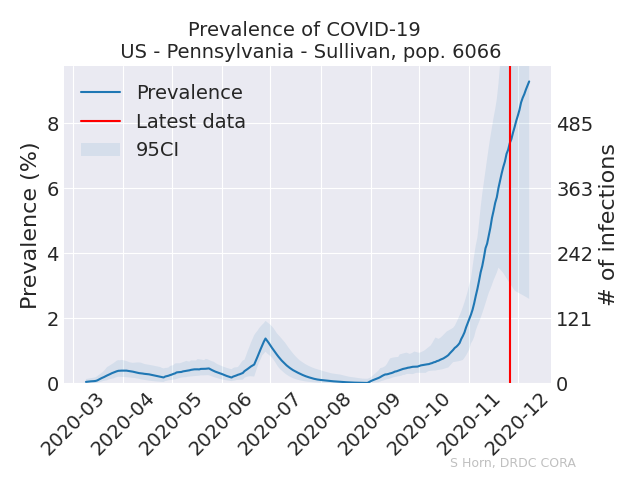 Prevalence of COVID-19
US - Pennsylvania - Sullivan, pop. 6066
Prevalence
Latest data
95CI
Prevalence (%)
8
6
4
2
0
485
363
242
121
0
# of infections
2020-03
2020-04
2020-05
2020-06
2020-07
2020-08
2020-09
2020-10
2020-11
2020-12
S Horn, DRDC CORA